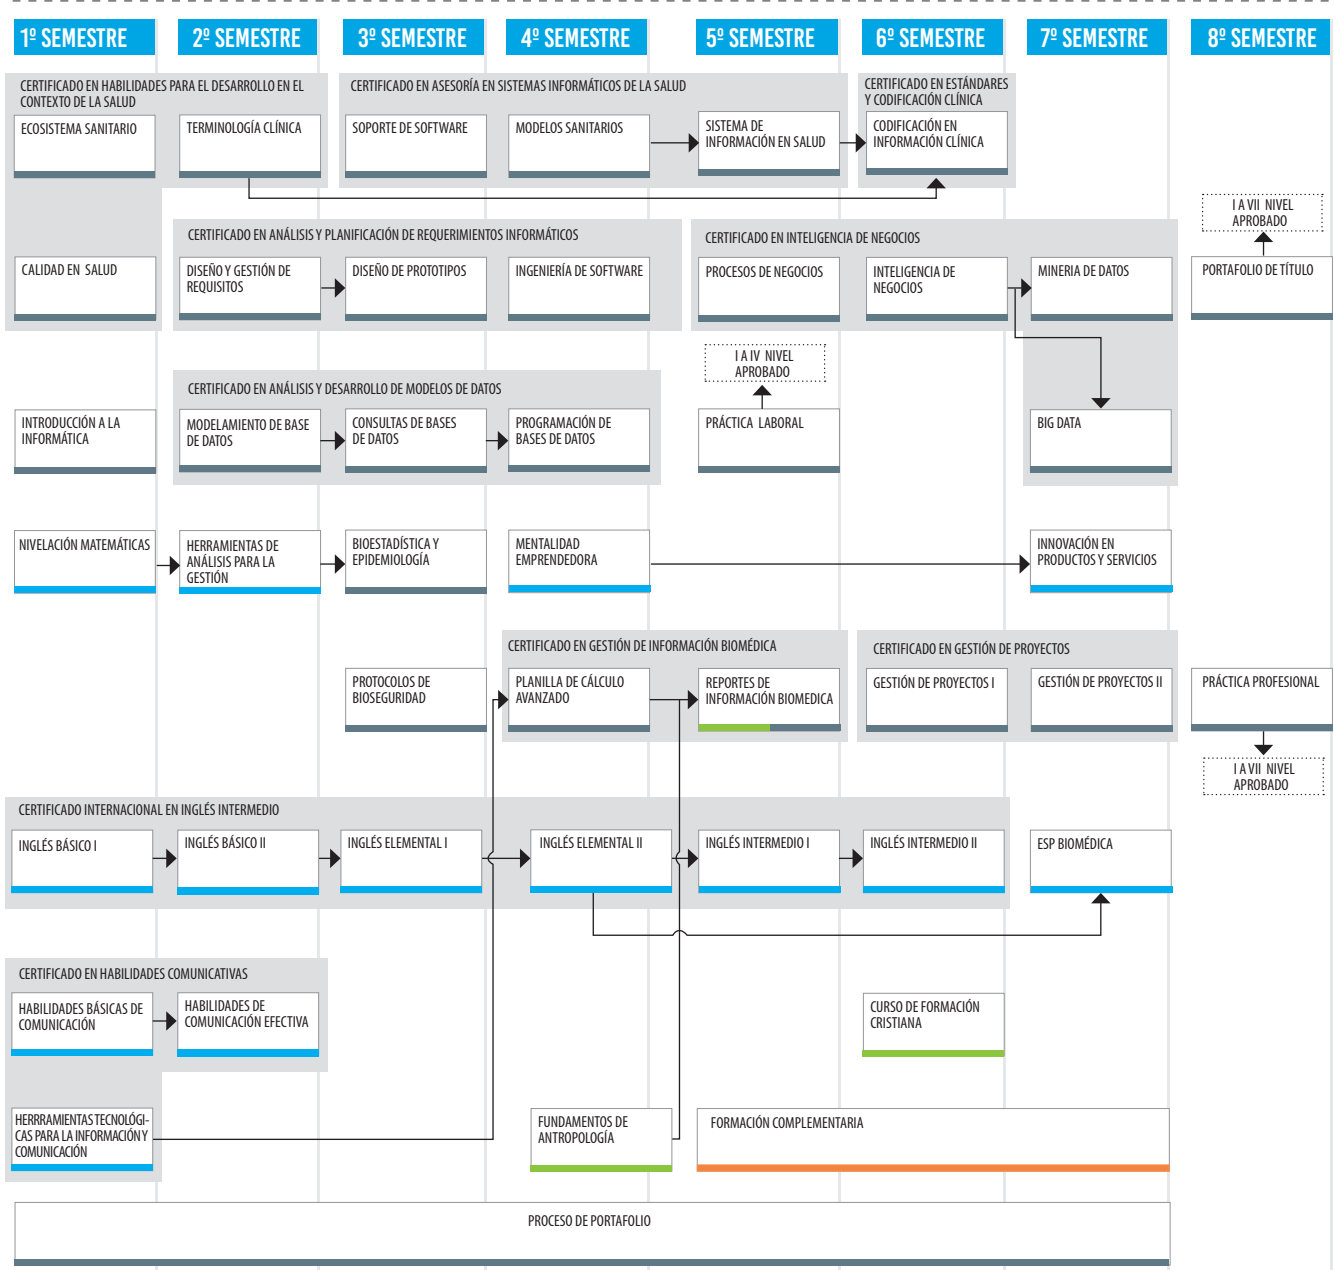 1º SEMESTRE
2º SEMESTRE
3º SEMESTRE
4º SEMESTRE
5º SEMESTRE
6º SEMESTRE
7º SEMESTRE
8º SEMESTRE
CERTIFICADO EN HABILIDADES PARA EL DESARROLLO EN EL
CONTEXTO DE LA SALUD
CERTIFICADO EN ASESORÍA EN SISTEMAS INFORMÁTICOS DE LA SALUD
CERTIFICADO EN ESTÁNDARES
Y CODIFICACIÓN CLÍNICA
ECOSISTEMA SANITARIO
TERMINOLOGÍA CLÍNICA
SOPORTE DE SOFTWARE
MODELOS SANITARIOS
SISTEMA DE
INFORMACIÓN EN SALUD
CODIFICACIÓN EN
INFORMACIÓN CLÍNICA
I A VII NIVEL
APROBADO
CERTIFICADO EN ANÁLISIS Y PLANIFICACIÓN DE REQUERIMIENTOS INFORMÁTICOS
CERTIFICADO EN INTELIGENCIA DE NEGOCIOS
CALIDAD EN SALUD
DISEÑO Y GESTIÓN DE
REQUISITOS
DISEÑO DE PROTOTIPOS
INGENIERÍA DE SOFTWARE
PROCESOS DE NEGOCIOS
INTELIGENCIA DE
NEGOCIOS
MINERIA DE DATOS
PORTAFOLIO DE TÍTULO
I A IV NIVEL
APROBADO
CERTIFICADO EN ANÁLISIS Y DESARROLLO DE MODELOS DE DATOS
INTRODUCCIÓN A LA
INFORMÁTICA
MODELAMIENTO DE BASE
DE DATOS
CONSULTAS DE BASES
DE DATOS
PROGRAMACIÓN DE
BASES DE DATOS
PRÁCTICA LABORAL
BIG DATA
NIVELACIÓN MATEMÁTICAS
HERRAMIENTAS DE
ANÁLISIS PARA LA
GESTIÓN
BIOESTADÍSTICA Y
EPIDEMIOLOGÍA
MENTALIDAD
EMPRENDEDORA
INNOVACIÓN EN
PRODUCTOS Y SERVICIOS
CERTIFICADO EN GESTIÓN DE INFORMACIÓN BIOMÉDICA
CERTIFICADO EN GESTIÓN DE PROYECTOS
PROTOCOLOS DE
BIOSEGURIDAD
PLANILLA DE CÁLCULO
AVANZADO
REPORTES DE
INFORMACIÓN BIOMEDICA
GESTIÓN DE PROYECTOS I
GESTIÓN DE PROYECTOS II
PRÁCTICA PROFESIONAL
I A VII NIVEL
APROBADO
CERTIFICADO INTERNACIONAL EN INGLÉS INTERMEDIO
INGLÉS BÁSICO I
INGLÉS BÁSICO II
INGLÉS ELEMENTAL I
INGLÉS ELEMENTAL II
INGLÉS INTERMEDIO I
INGLÉS INTERMEDIO II
ESP BIOMÉDICA
CERTIFICADO EN HABILIDADES COMUNICATIVAS
HABILIDADES BÁSICAS DE
COMUNICACIÓN
HABILIDADES DE
COMUNICACIÓN EFECTIVA
CURSO DE FORMACIÓN
CRISTIANA
HERRRAMIENTAS TECNOLÓGI-
CAS PARA LA INFORMACIÓN Y
COMUNICACIÓN
FUNDAMENTOS DE
ANTROPOLOGÍA
FORMACIÓN COMPLEMENTARIA
PROCESO DE PORTAFOLIO